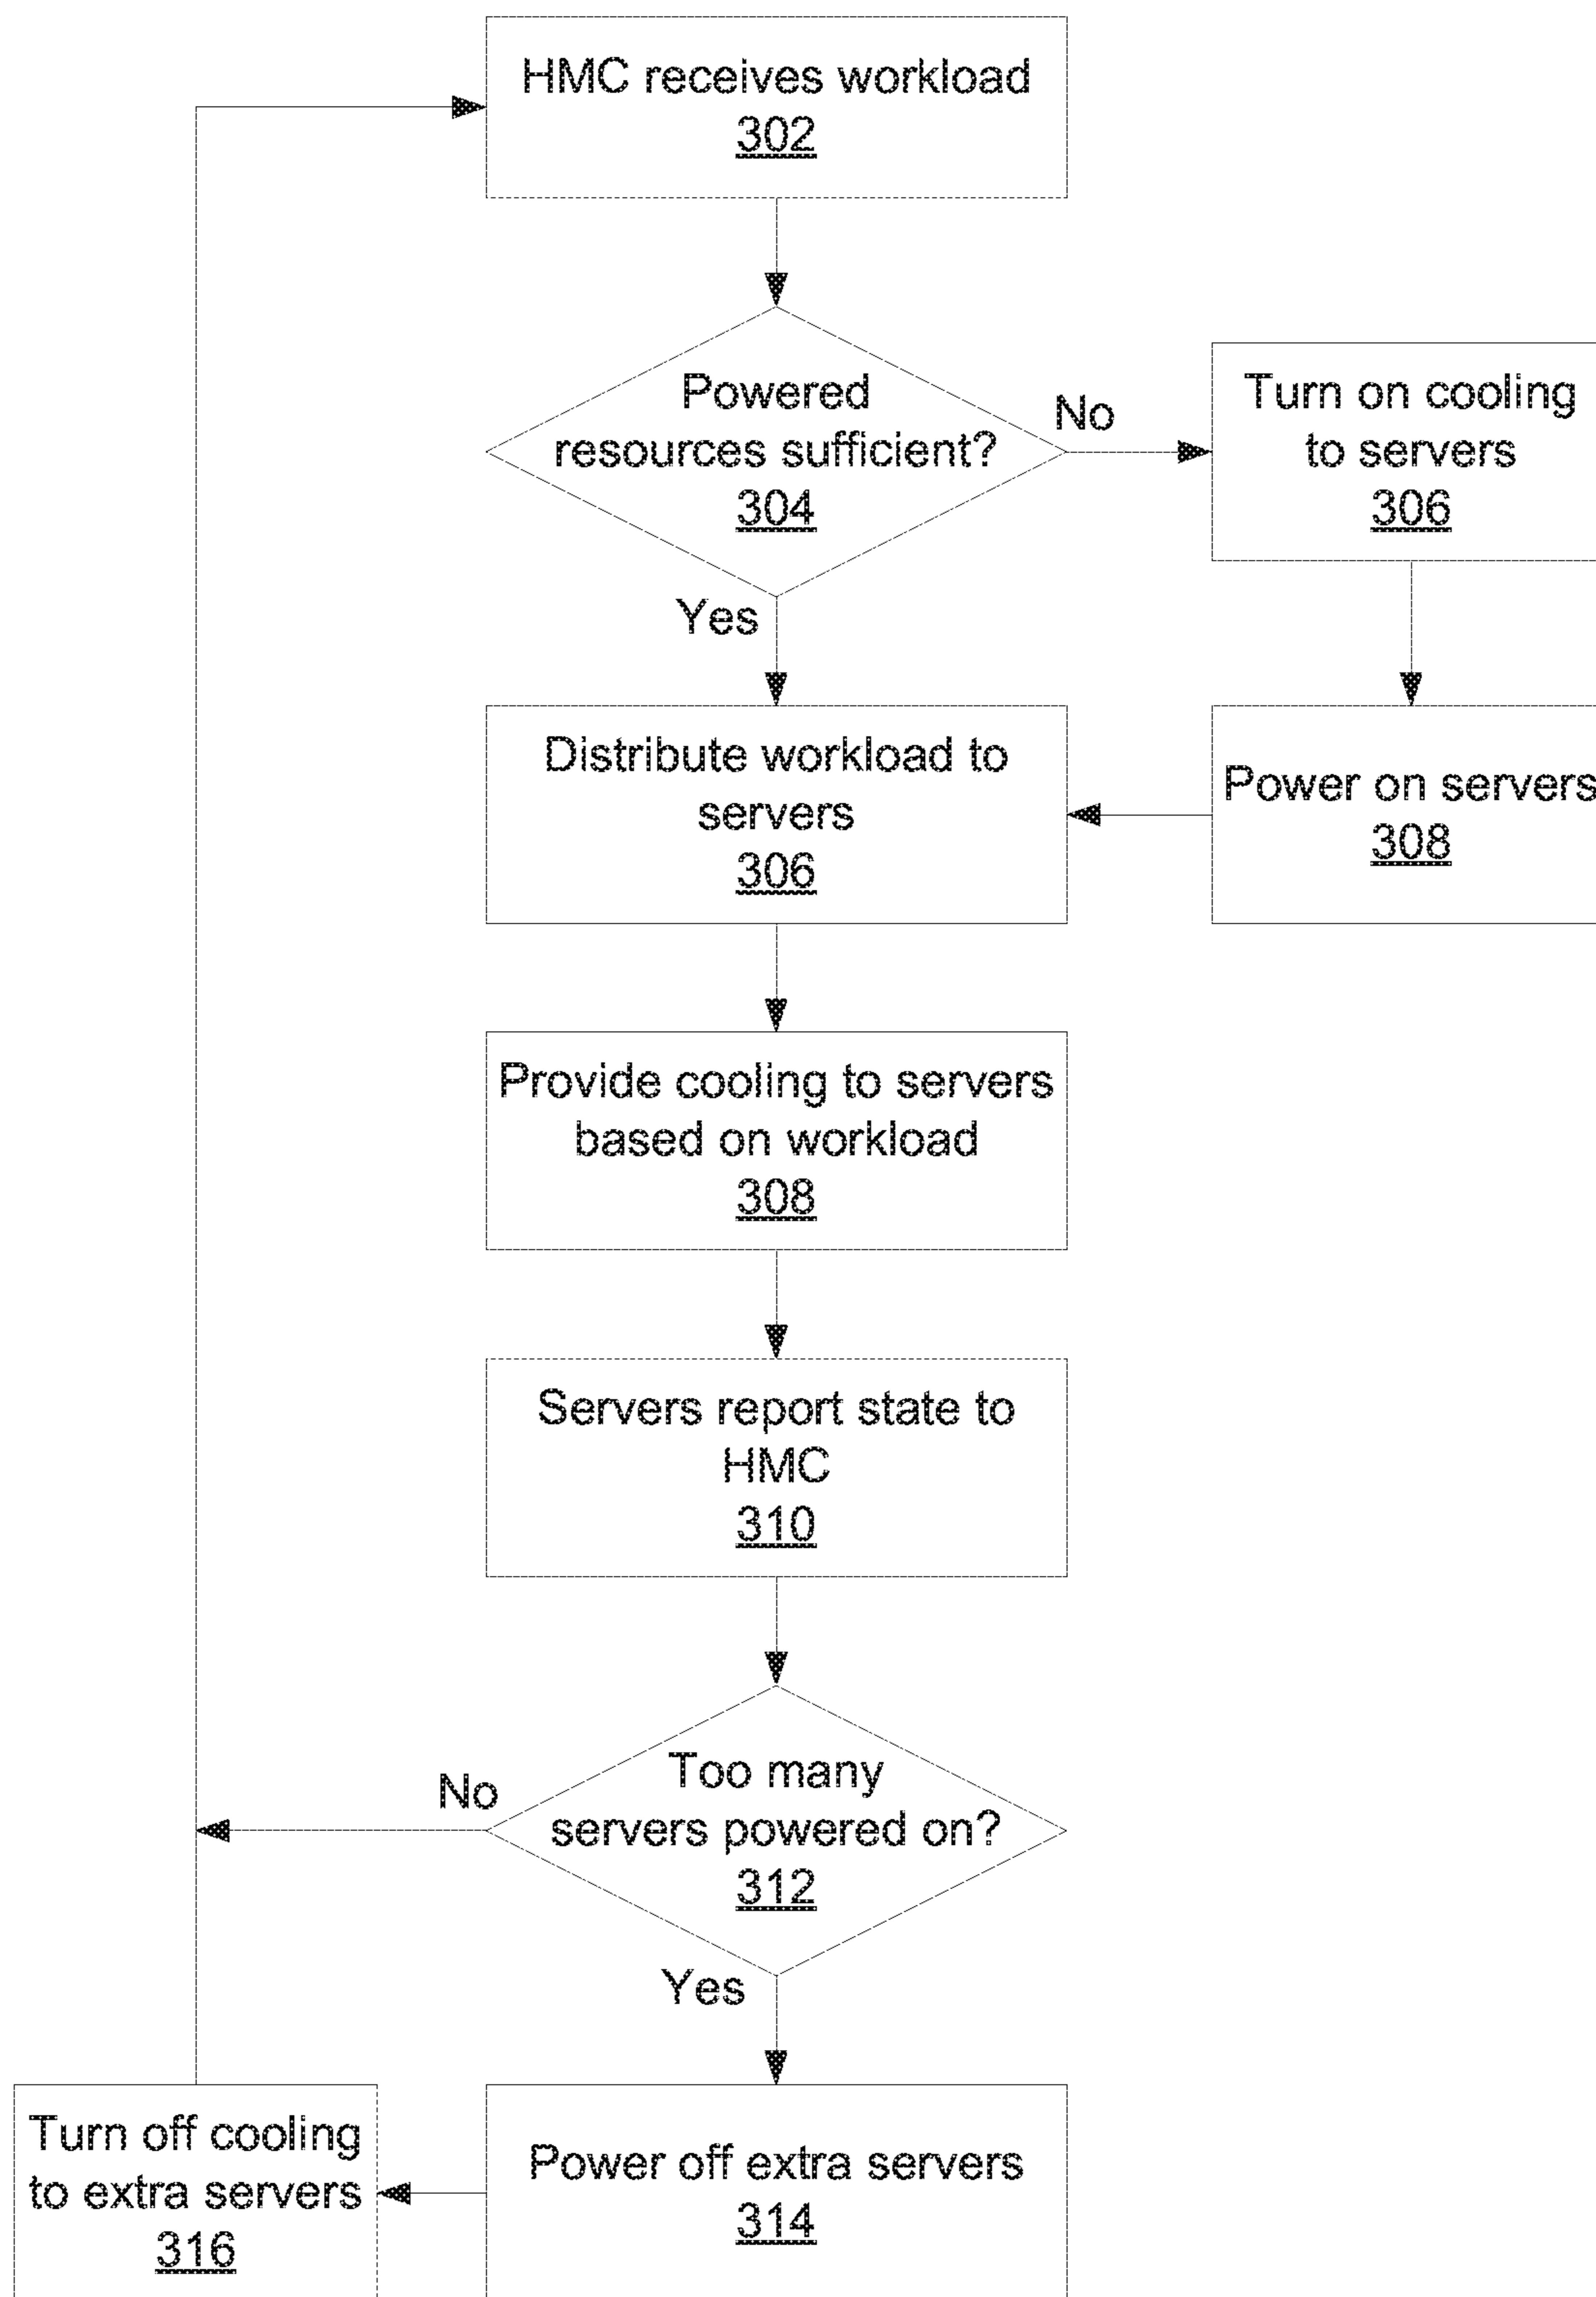 HMC receives workload
302
Powered
resources sufficient?
304
No
Turn on cooling
to servers
306
Yes
Distribute workload to
servers
306
Power on servers
308
Provide cooling to servers
based on workload
308
Servers report state to
HMC
310
Too many
servers powered on?
312
No
Yes
Power off extra servers
314
Turn off cooling
to extra servers
316